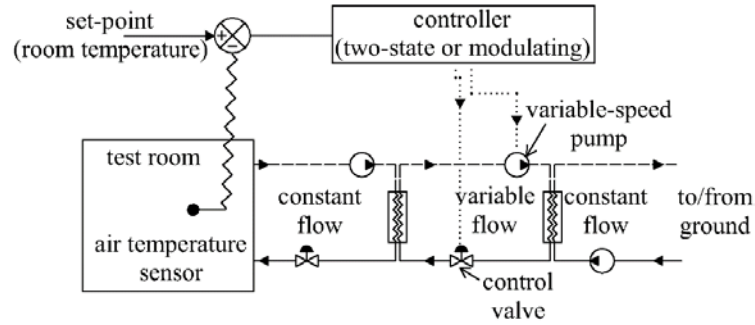 set-point
(room temperature)
+
−
controller
(two-state or modulating)
variable-speed
pump
test room
constant
flow
variable
flow
constant
flow
to/from
ground
air temperature
sensor
control
valve